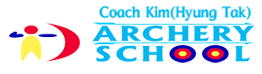 Coach Kim(Hyung Tak)
ARCHERY
SCHOOL